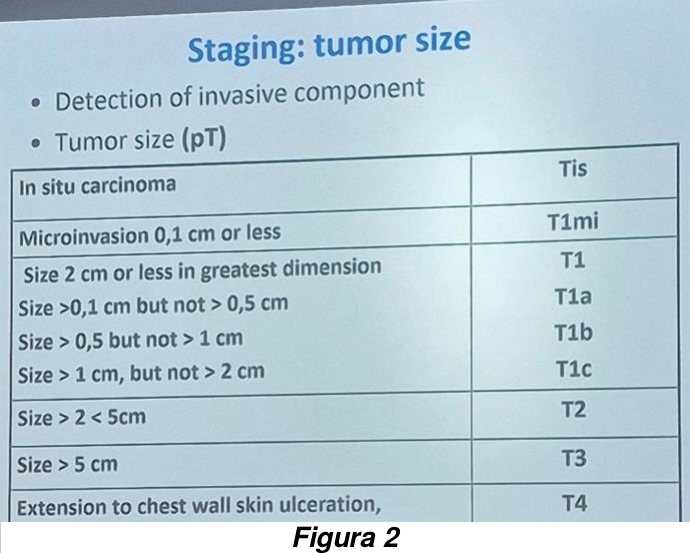 Staging: tumor size
• Detection of invasive component
• Tumor size (pT)
In situ carcinoma Tis
Microinvasion 0,1 cm or less T1mi
Size 2 cm or less in greatest dimension T1
Size >0,1 cm but not > 0,5 cm T1a
Size > 0,5 but not > 1 cm T1b
Size > 1 cm, but not > 2 cm T1c
Size > 2 < 5cm T2
Size > 5 cm T3
Extension to chest wall skin ulceration, T4
Figura 2